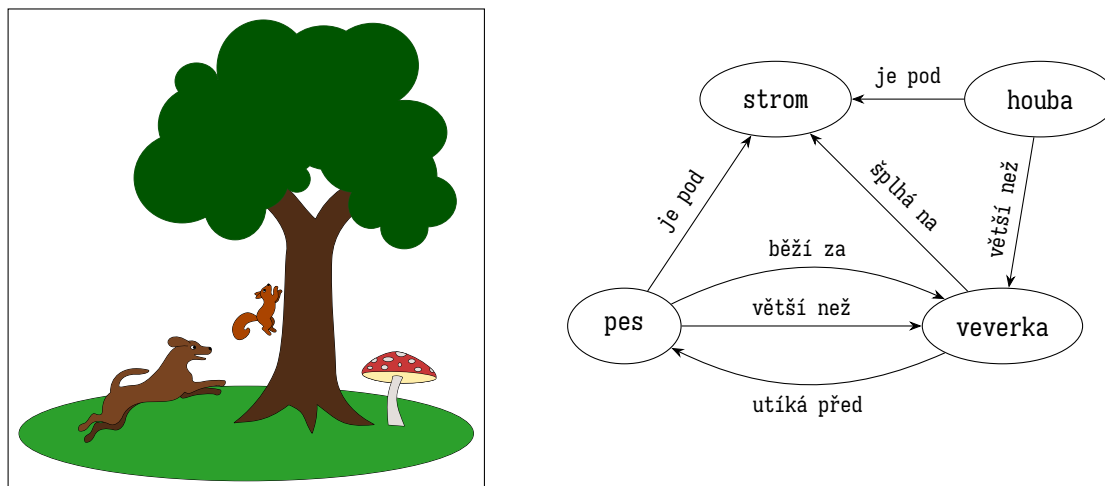 je pod
strom
houba
je pod
šplhá na
větší než
běží za
větší než
pes
veverka
utíká před